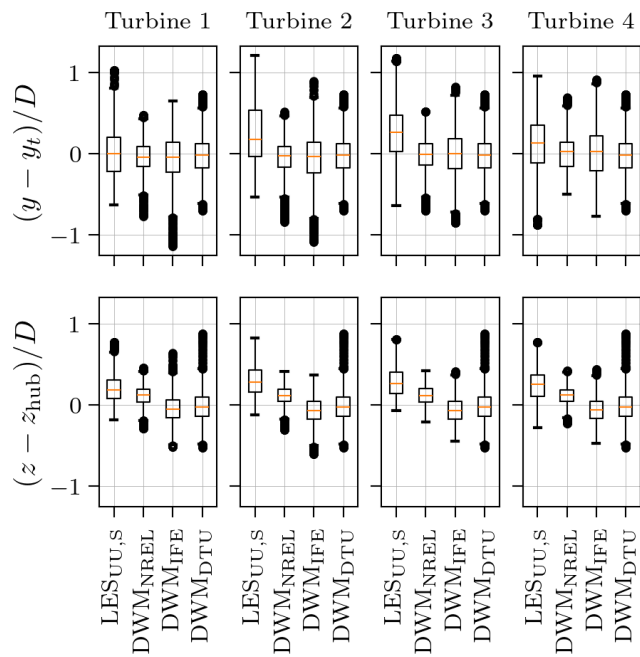 Turbine 1 Turbine 2 Turbine 3 Turbine 4
(y − y_t)/D
1
0
−1
(z − z_hub)/D
1
0
−1
LES_UU,S DWM_NREL DWM_IFE DWM_DTU LES_UU,S DWM_NREL DWM_IFE DWM_DTU LES_UU,S DWM_NREL DWM_IFE DWM_DTU LES_UU,S DWM_NREL DWM_IFE DWM_DTU